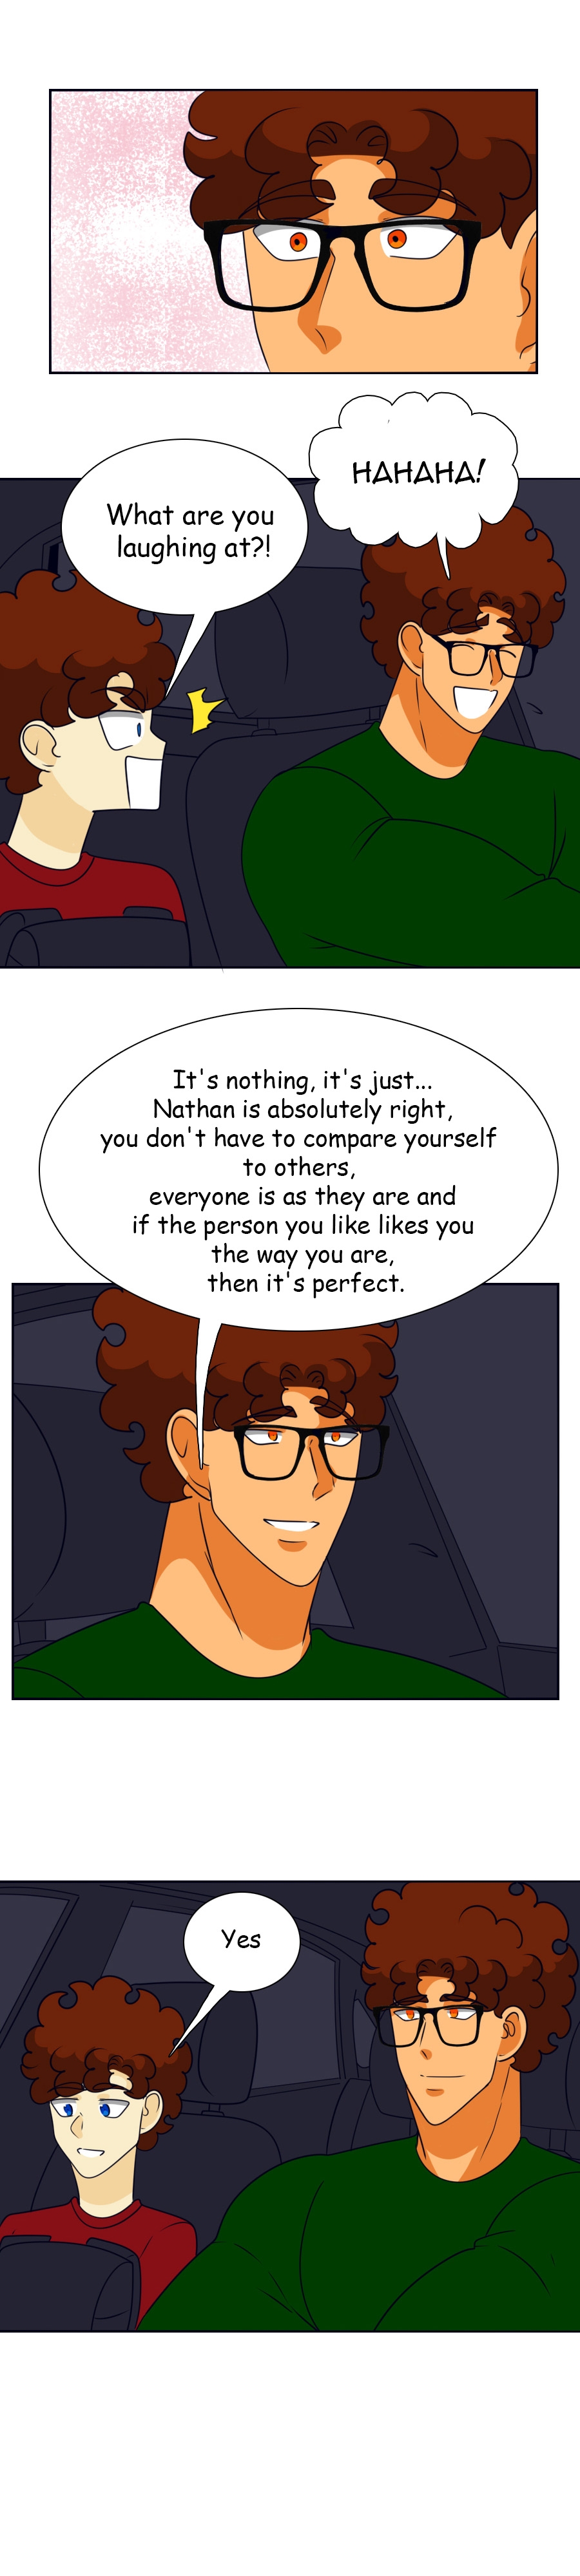 HAHAHA!
What are you
laughing at?!
It's nothing, it's just...
Nathan is absolutely right,
you don't have to compare yourself
to others,
everyone is as they are and
if the person you like likes you
the way you are,
then it's perfect.
Yes